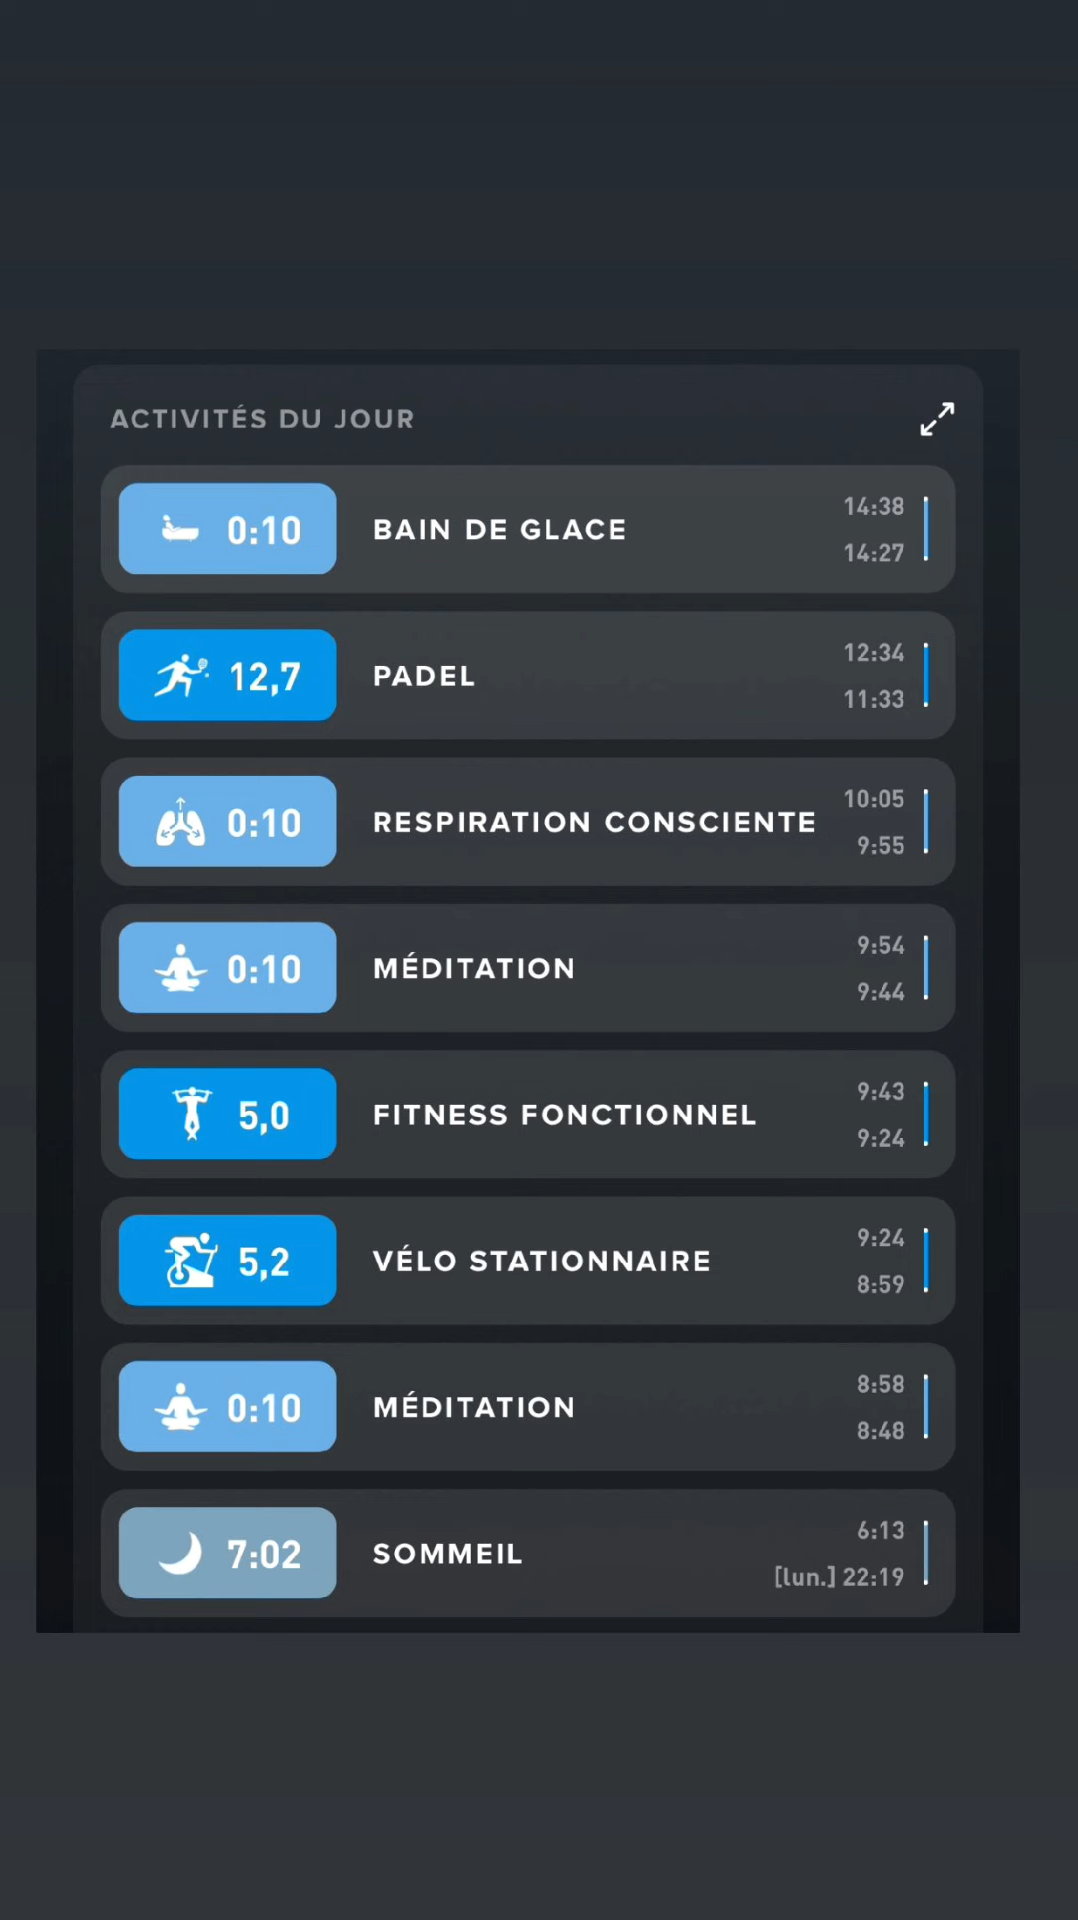 ACTIVITÉS DU JOUR
0:10 BAIN DE GLACE 14:38
14:27
12,7 PADEL 12:34
11:33
0:10 RESPIRATION CONSCIENTE 10:05
9:55
0:10 MÉDITATION 9:54
9:44
5,0 FITNESS FONCTIONNEL 9:43
9:24
5,2 VÉLO STATIONNAIRE 9:24
8:59
0:10 MÉDITATION 8:58
8:48
7:02 SOMMEIL 6:13
[lun.] 22:19